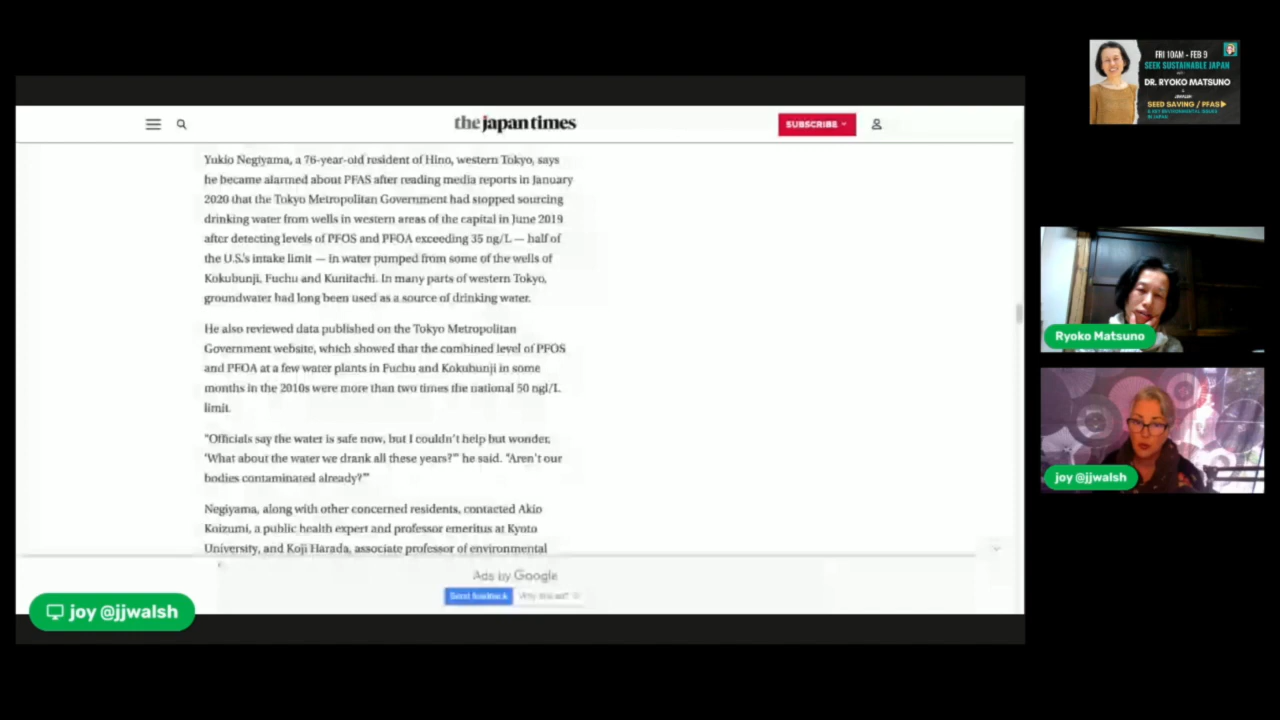 the japan times
SUBSCRIBE
Yukio Negiyama, a 76-year-old resident of Hino, western Tokyo, says
he became alarmed about PFAS after reading media reports in January
2020 that the Tokyo Metropolitan Government had stopped sourcing
drinking water from wells in western areas of the capital in June 2019
after detecting levels of PFOS and PFOA exceeding 35 ng/L — half of
the U.S.'s intake limit — in water pumped from some of the wells of
Kokubunji, Fuchu and Kunitachi. In many parts of western Tokyo,
groundwater had long been used as a source of drinking water.
He also reviewed data published on the Tokyo Metropolitan
Government website, which showed that the combined level of PFOS
and PFOA at a few water plants in Fuchu and Kokubunji in some
months in the 2010s were more than two times the national 50 ngl/L
limit.
"Officials say the water is safe now, but I couldn't help but wonder,
'What about the water we drank all these years?'" he said. "Aren't our
bodies contaminated already?'"
Negiyama, along with other concerned residents, contacted Akio
Koizumi, a public health expert and professor emeritus at Kyoto
University, and Koji Harada, associate professor of environmental
Ads by Google
Send feedback
Why this ad?
joy @jjwalsh
FRI 10AM - FEB 9
SEEK SUSTAINABLE JAPAN
DR. RYOKO MATSUNO
SEED SAVING / PFAS
& KEY ENVIRONMENTAL ISSUES
IN JAPAN
Ryoko Matsuno
joy @jjwalsh